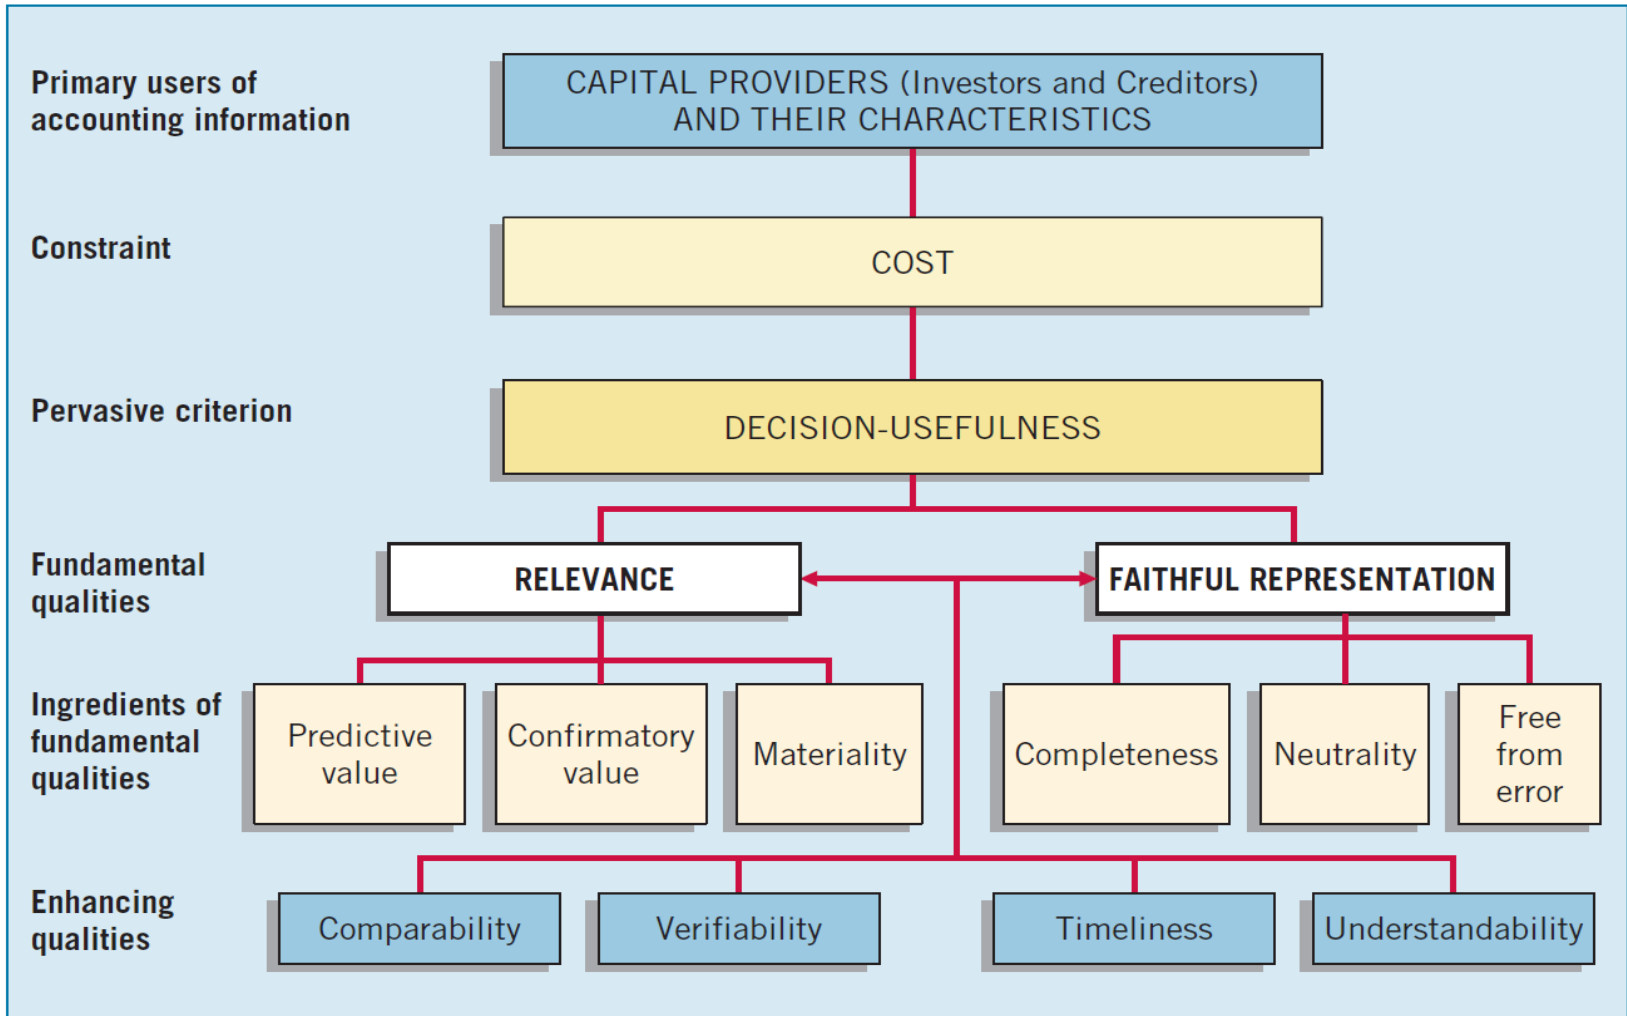 Primary users of
accounting information
CAPITAL PROVIDERS (Investors and Creditors)
AND THEIR CHARACTERISTICS
Constraint
COST
Pervasive criterion
DECISION-USEFULNESS
Fundamental
qualities
RELEVANCE
FAITHFUL REPRESENTATION
Ingredients of
fundamental
qualities
Predictive
value
Confirmatory
value
Materiality
Completeness
Neutrality
Free
from
error
Enhancing
qualities
Comparability
Verifiability
Timeliness
Understandability